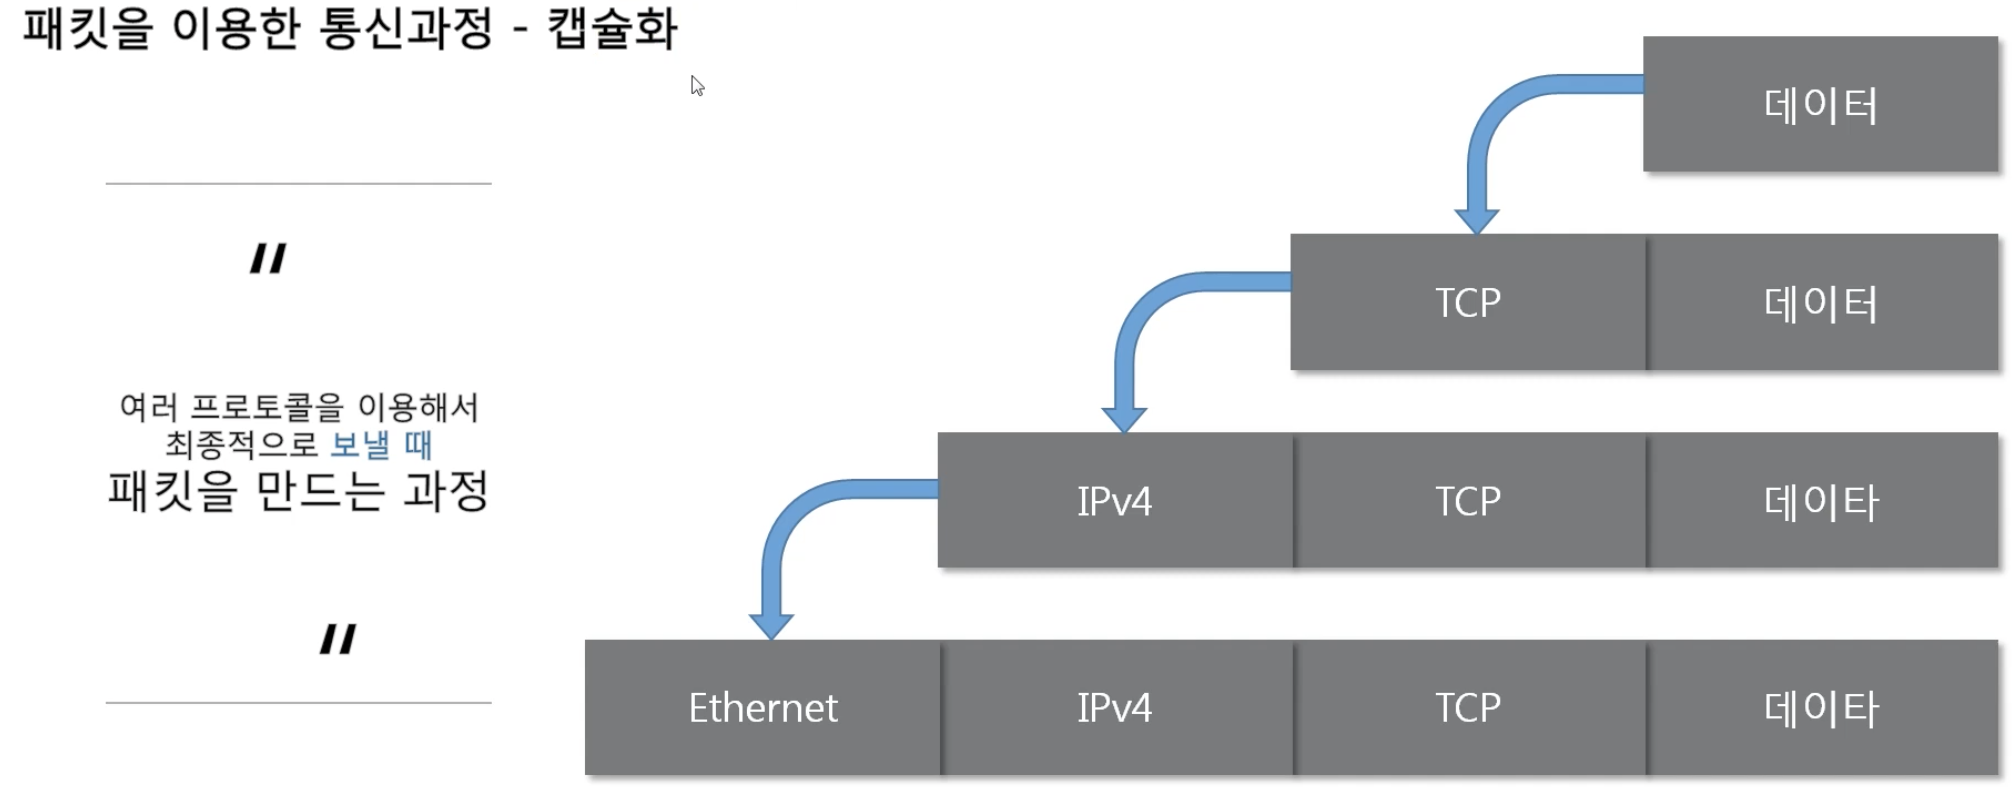 패킷을 이용한 통신과정 - 캡슐화
"
여러 프로토콜을 이용해서
최종적으로 보낼 때
패킷을 만드는 과정
"
데이터
TCP 데이터
IPv4 TCP 데이타
Ethernet IPv4 TCP 데이타